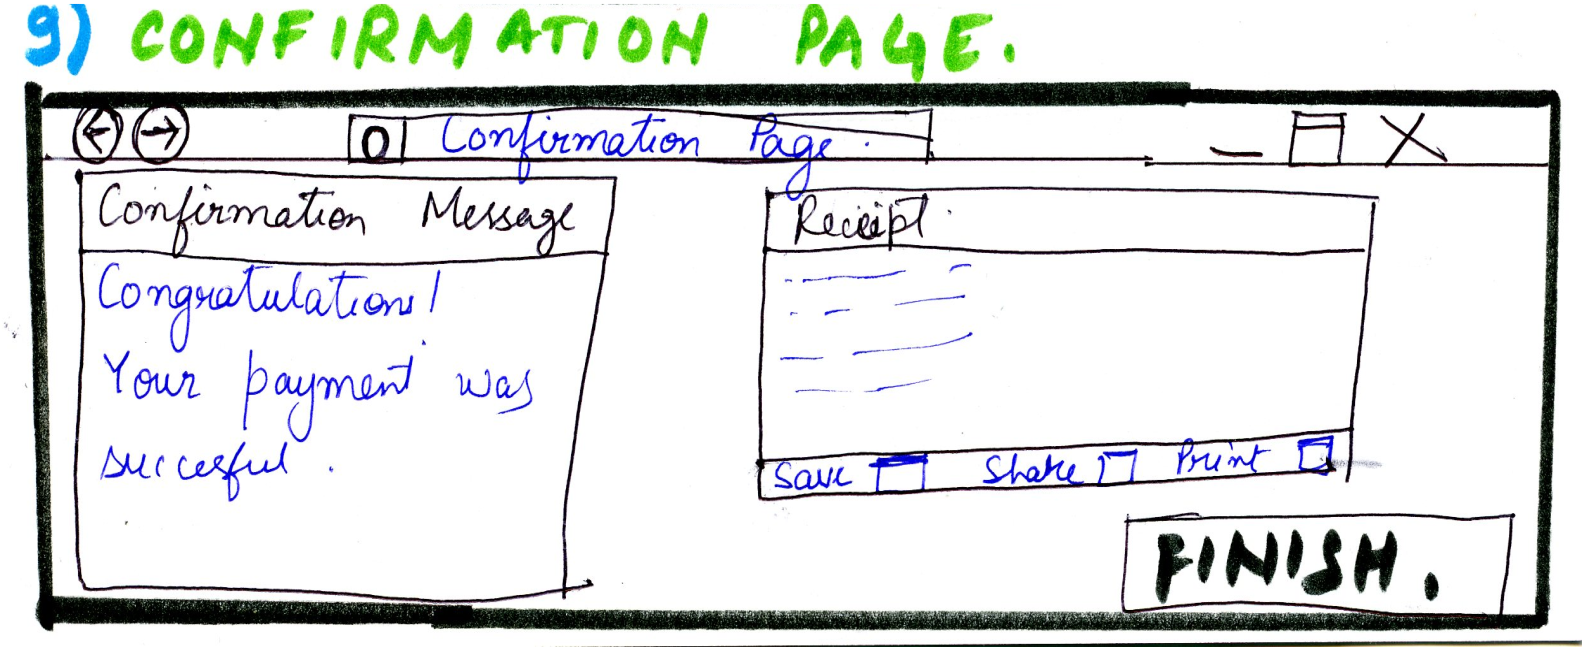 9) CONFIRMATION PAGE.
O Confirmation Page.
Confirmation Message
Congratulations!
Your payment was
succesful.
Receipt.
Save Share Print
FINISH.